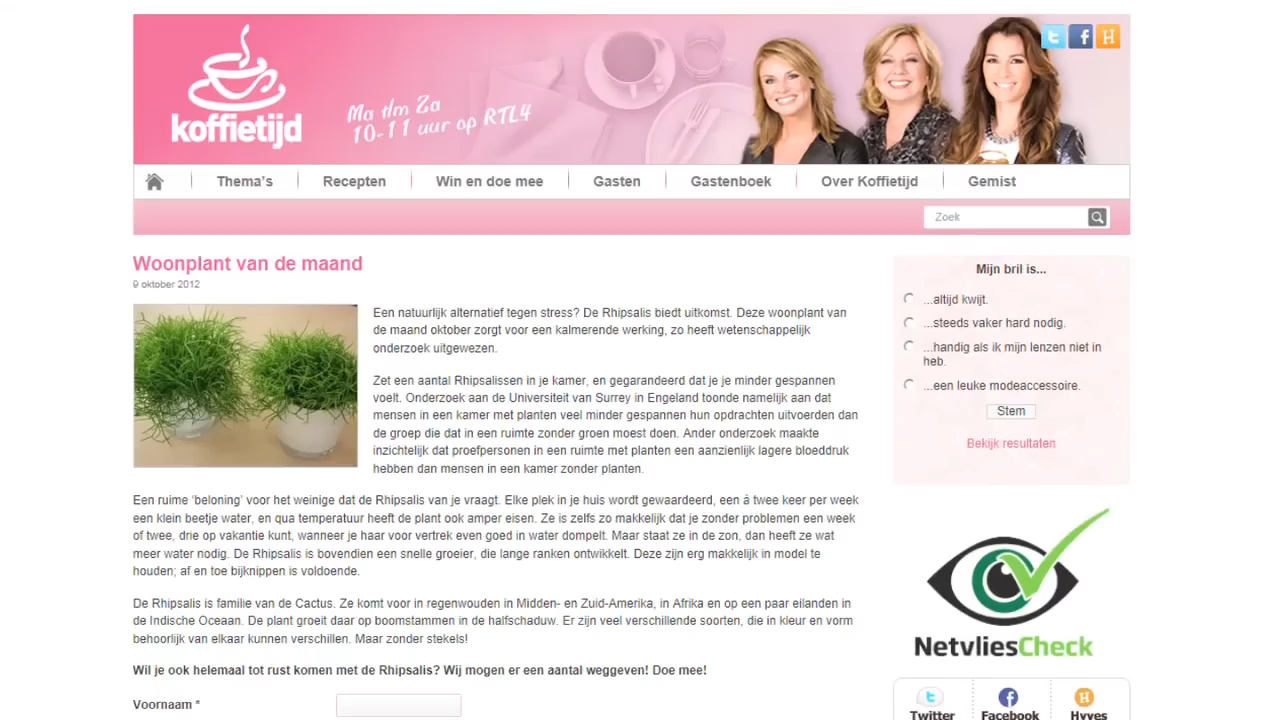 koffietijd
Ma t/m Za
10-11 uur op RTL4
Thema's
Recepten
Win en doe mee
Gasten
Gastenboek
Over Koffietijd
Gemist
Zoek
Woonplant van de maand
9 oktober 2012
Een natuurlijk alternatief tegen stress? De Rhipsalis biedt uitkomst. Deze woonplant van
de maand oktober zorgt voor een kalmerende werking, zo heeft wetenschappelijk
onderzoek uitgewezen.
Zet een aantal Rhipsalissen in je kamer, en gegarandeerd dat je je minder gespannen
voelt. Onderzoek aan de Universiteit van Surrey in Engeland toonde namelijk aan dat
mensen in een kamer met planten veel minder gespannen hun opdrachten uitvoerden dan
de groep die dat in een ruimte zonder groen moest doen. Ander onderzoek maakte
inzichtelijk dat proefpersonen in een ruimte met planten een aanzienlijk lagere bloeddruk
hebben dan mensen in een kamer zonder planten.
Een ruime 'beloning' voor het weinige dat de Rhipsalis van je vraagt. Elke plek in je huis wordt gewaardeerd, een á twee keer per week
een klein beetje water, en qua temperatuur heeft de plant ook amper eisen. Ze is zelfs zo makkelijk dat je zonder problemen een week
of twee, drie op vakantie kunt, wanneer je haar voor vertrek even goed in water dompelt. Maar staat ze in de zon, dan heeft ze wat
meer water nodig. De Rhipsalis is bovendien een snelle groeier, die lange ranken ontwikkelt. Deze zijn erg makkelijk in model te
houden; af en toe bijknippen is voldoende.
De Rhipsalis is familie van de Cactus. Ze komt voor in regenwouden in Midden- en Zuid-Amerika, in Afrika en op een paar eilanden in
de Indische Oceaan. De plant groeit daar op boomstammen in de halfschaduw. Er zijn veel verschillende soorten, die in kleur en vorm
behoorlijk van elkaar kunnen verschillen. Maar zonder stekels!
Wil je ook helemaal tot rust komen met de Rhipsalis? Wij mogen er een aantal weggeven! Doe mee!
Voornaam *
Mijn bril is...
...altijd kwijt.
...steeds vaker hard nodig.
...handig als ik mijn lenzen niet in
heb.
...een leuke modeaccessoire.
Stem
Bekijk resultaten
NetvliesCheck
Twitter
Facebook
Hyves